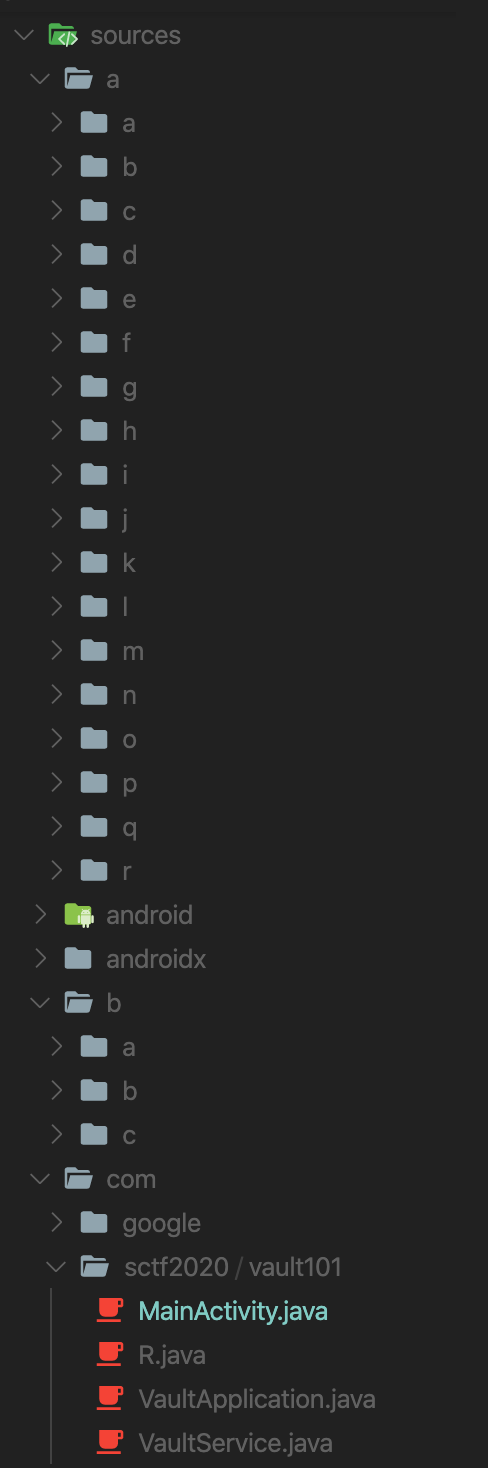 sources
a
a
b
c
d
e
f
g
h
i
j
k
l
m
n
o
p
q
r
android
androidx
b
a
b
c
com
google
sctf2020 / vault101
MainActivity.java
R.java
VaultApplication.java
VaultService.java